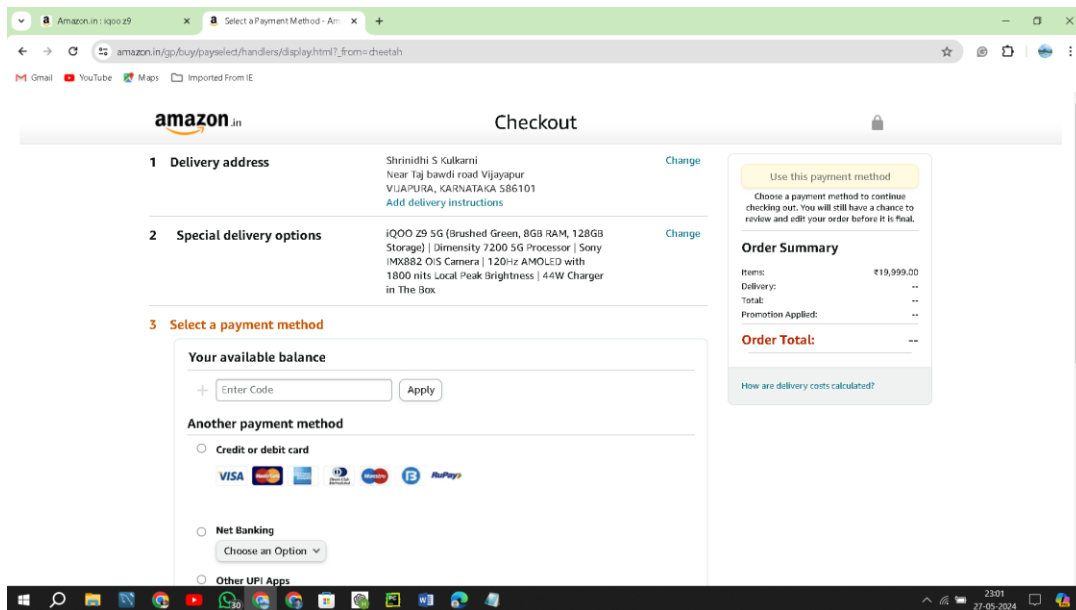 Amazon.in : iqoo z9
Select a Payment Method - Am
amazon.in/gp/buy/payselect/handlers/display.html?_from=cheetah
Gmail YouTube Maps Imported From IE
amazon.in
Checkout
1 Delivery address
Shrinidhi S Kulkarni
Near Taj bawdi road Vijayapur
VIJAPURA, KARNATAKA 586101
Add delivery instructions
Change
2 Special delivery options
iQOO Z9 5G (Brushed Green, 8GB RAM, 128GB
Storage) | Dimensity 7200 5G Processor | Sony
IMX882 OIS Camera | 120Hz AMOLED with
1800 nits Local Peak Brightness | 44W Charger
in The Box
Change
3 Select a payment method
Your available balance
Enter Code
Apply
Another payment method
Credit or debit card
VISA
RuPay
Net Banking
Choose an Option
Other UPI Apps
Use this payment method
Choose a payment method to continue
checking out. You will still have a chance to
review and edit your order before it is final.
Order Summary
Items: ₹19,999.00
Delivery: --
Total: --
Promotion Applied: --
Order Total: --
How are delivery costs calculated?
30
23:01
27-05-2024